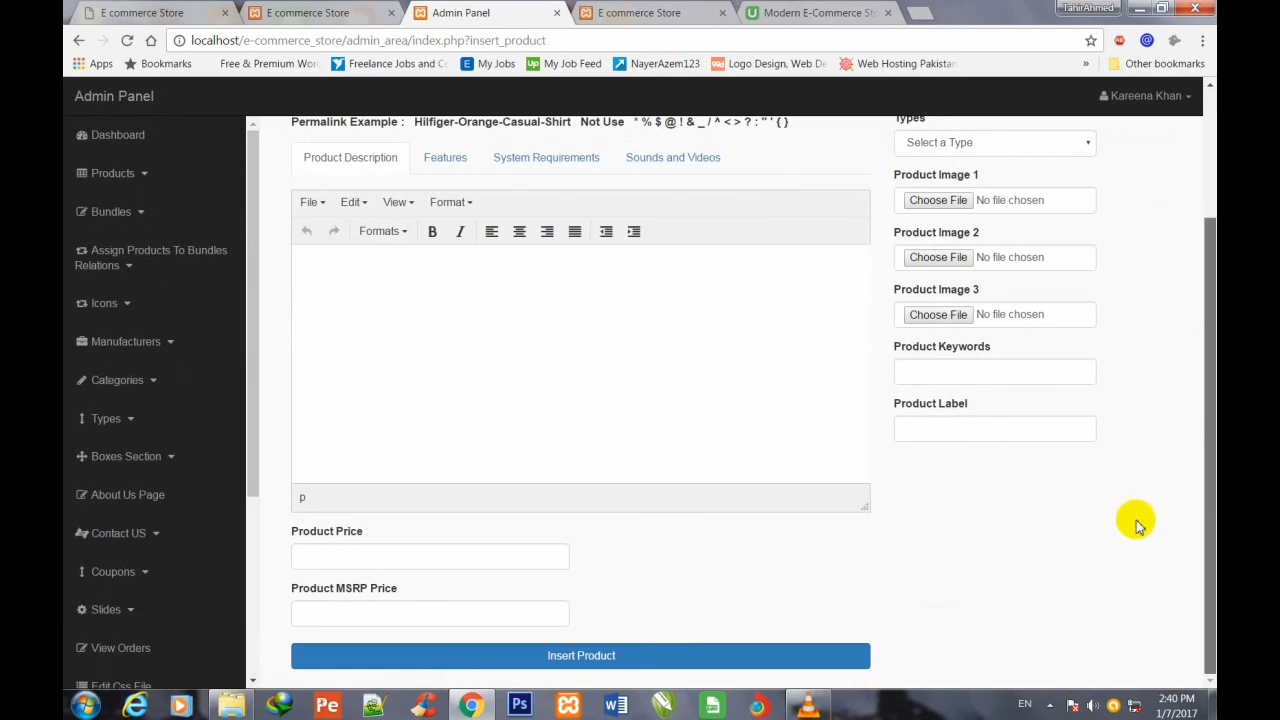 E commerce Store
E commerce Store
Admin Panel
E commerce Store
Modern E-Commerce St
TahirAhmed
localhost/e-commerce_store/admin_area/index.php?insert_product
Apps
Bookmarks
Free & Premium Wor
Freelance Jobs and C
My Jobs
My Job Feed
NayerAzem123
Logo Design, Web De
Web Hosting Pakistan
»
Other bookmarks
Admin Panel
Kareena Khan
Dashboard
Products
Bundles
Assign Products To Bundles
Relations
Icons
Manufacturers
Categories
Types
Boxes Section
About Us Page
Contact US
Coupons
Slides
View Orders
Edit Css File
Permalink Example : Hilfiger-Orange-Casual-Shirt Not Use * % $ @ ! & _ / ^ < > ? : " ' { }
Product Description
Features
System Requirements
Sounds and Videos
File
Edit
View
Format
Formats
B
I
p
Product Price
Product MSRP Price
Insert Product
Types
Select a Type
Product Image 1
Choose File No file chosen
Product Image 2
Choose File No file chosen
Product Image 3
Choose File No file chosen
Product Keywords
Product Label
Pe
Ps
EN
2:40 PM
1/7/2017